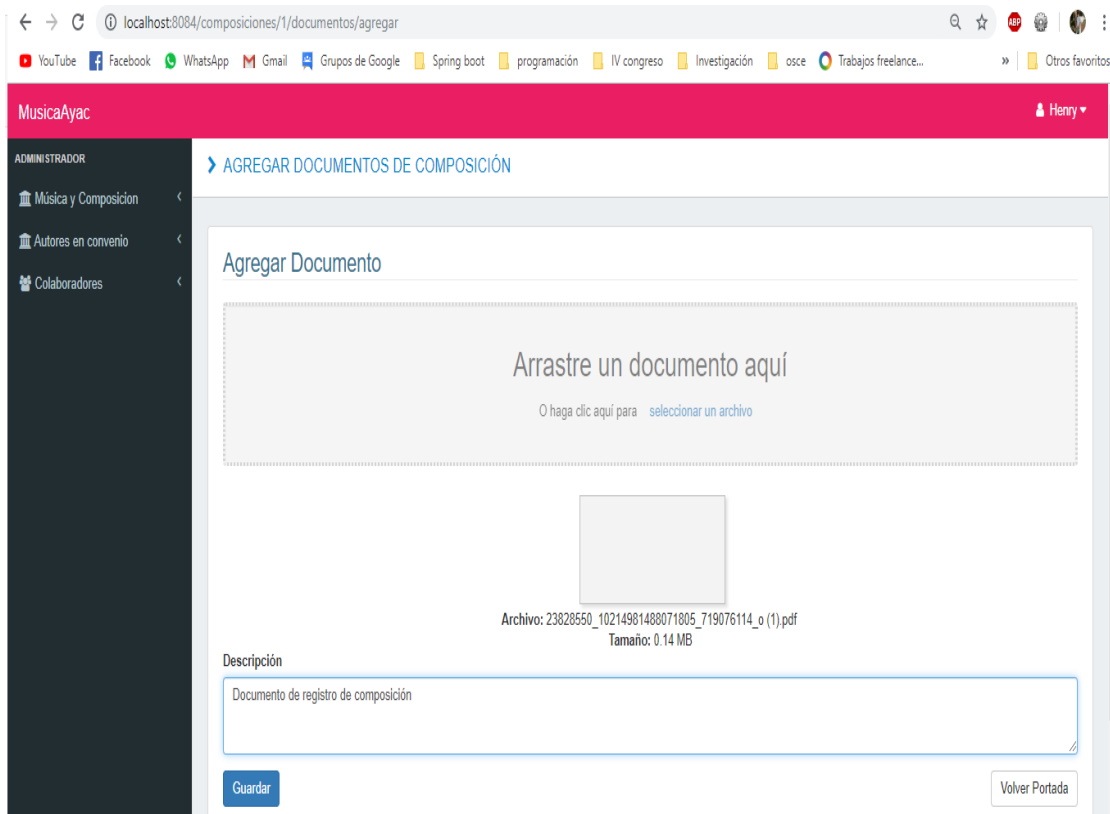 localhost:8084/composiciones/1/documentos/agregar
ABP
YouTube Facebook WhatsApp Gmail Grupos de Google Spring boot programación IV congreso Investigación osce Trabajos freelance... » Otros favoritos
MusicaAyac Henry
ADMINISTRADOR
Música y Composicion
Autores en convenio
Colaboradores
AGREGAR DOCUMENTOS DE COMPOSICIÓN
Agregar Documento
Arrastre un documento aquí
O haga clic aquí para seleccionar un archivo
Archivo: 23828550_10214981488071805_719076114_o (1).pdf
Tamaño: 0.14 MB
Descripción
Documento de registro de composición
Guardar Volver Portada